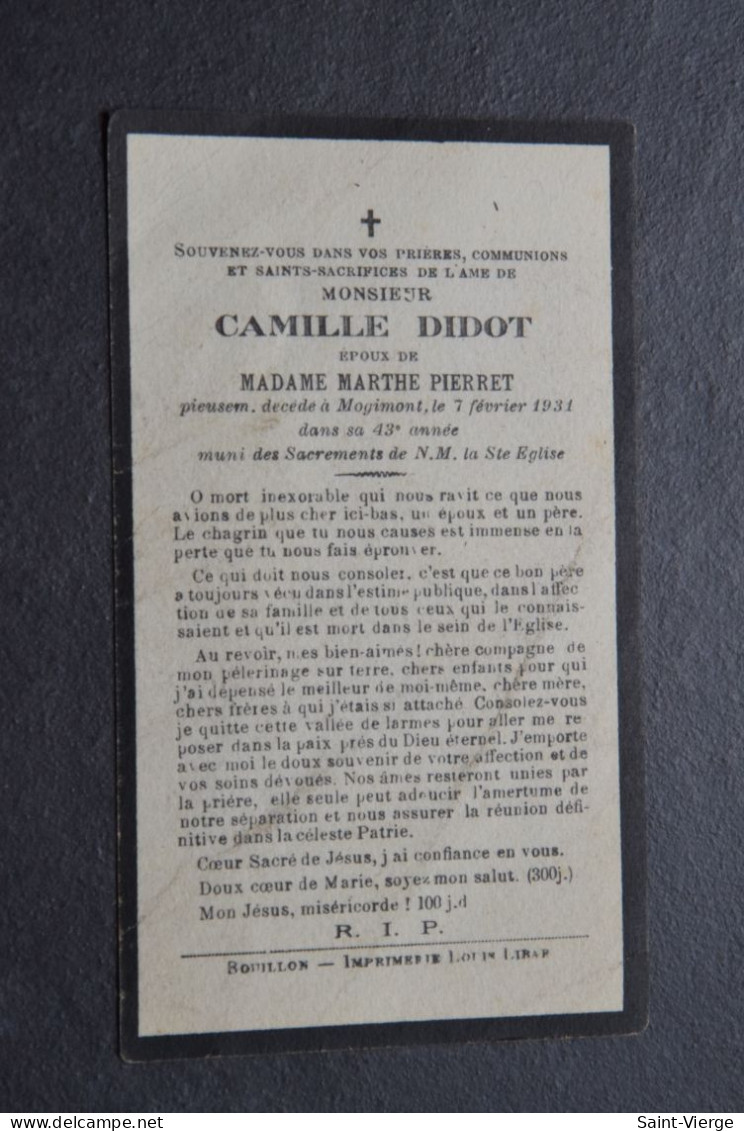 SOUVENEZ-VOUS DANS VOS PRIÈRES, COMMUNIONS
ET SAINTS-SACRIFICES DE L'AME DE
MONSIEUR
CAMILLE DIDOT
ÉPOUX DE
MADAME MARTHE PIERRET
pieusem. décédé à Mogimont, le 7 février 1931
dans sa 43e année
muni des Sacrements de N.M. la Ste Eglise
O mort inexorable qui nous ravit ce que nous
avions de plus cher ici-bas, un époux et un père.
Le chagrin que tu nous causes est immense en la
perte que tu nous fais éprouver.
Ce qui doit nous consoler, c'est que ce bon père
a toujours vécu dans l'estime publique, dans l'affec
tion de sa famille et de tous ceux qui le connais-
saient et qu'il est mort dans le sein de l'Eglise.
Au revoir, mes bien-aimés ! chère compagne de
mon pélerinage sur terre, chers enfants pour qui
j'ai dépensé le meilleur de moi-même, chère mère,
chers frères à qui j'étais si attaché. Consolez-vous
je quitte cette vallée de larmes pour aller me re
poser dans la paix prés du Dieu éternel. J'emporte
avec moi le doux souvenir de votre affection et de
vos soins dévoués. Nos âmes resteront unies par
la priére, elle seule peut adoucir l'amertume de
notre séparation et nous assurer la réunion défi-
nitive dans la céleste Patrie.
Cœur Sacré de Jésus, j ai confiance en vous.
Doux cœur de Marie, soyez mon salut. (300j.)
Mon Jésus, miséricorde ! 100 j.d
R. I. P.
BOUILLON — IMPRIMERIE LOUIS
Saint-Vierge